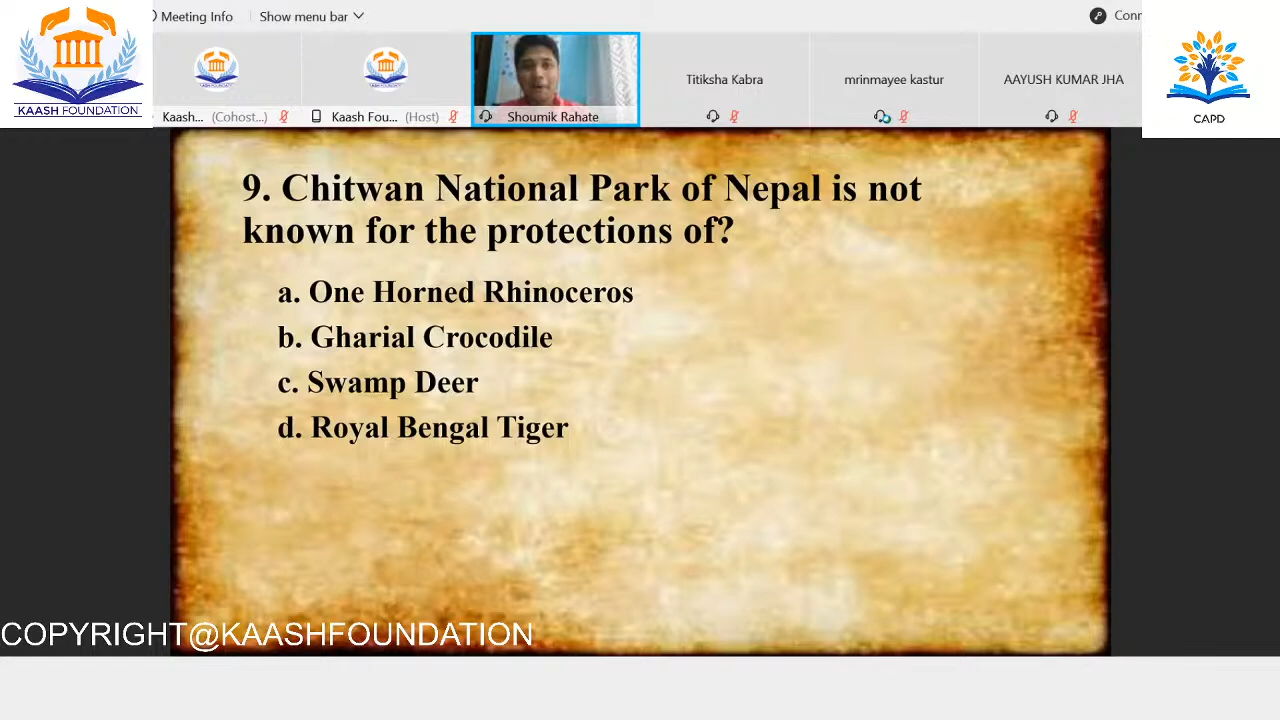 Meeting Info
Show menu bar
KAASH FOUNDATION
Kaash... (Cohost...)
Kaash Fou... (Host)
Shoumik Rahate
Titiksha Kabra
mrinmayee kastur
AAYUSH KUMAR JHA
CAPD
9. Chitwan National Park of Nepal is not
known for the protections of?
a. One Horned Rhinoceros
b. Gharial Crocodile
c. Swamp Deer
d. Royal Bengal Tiger
COPYRIGHT@KAASHFOUNDATION